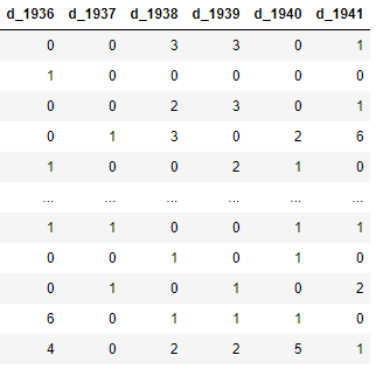 d_1936 d_1937 d_1938 d_1939 d_1940 d_1941
0 0 3 3 0 1
1 0 0 0 0 0
0 0 2 3 0 1
0 1 3 0 2 6
1 0 0 2 1 0
... ... ... ... ... ...
1 1 0 0 1 1
0 0 1 0 1 0
0 1 0 1 0 2
6 0 1 1 1 0
4 0 2 2 5 1